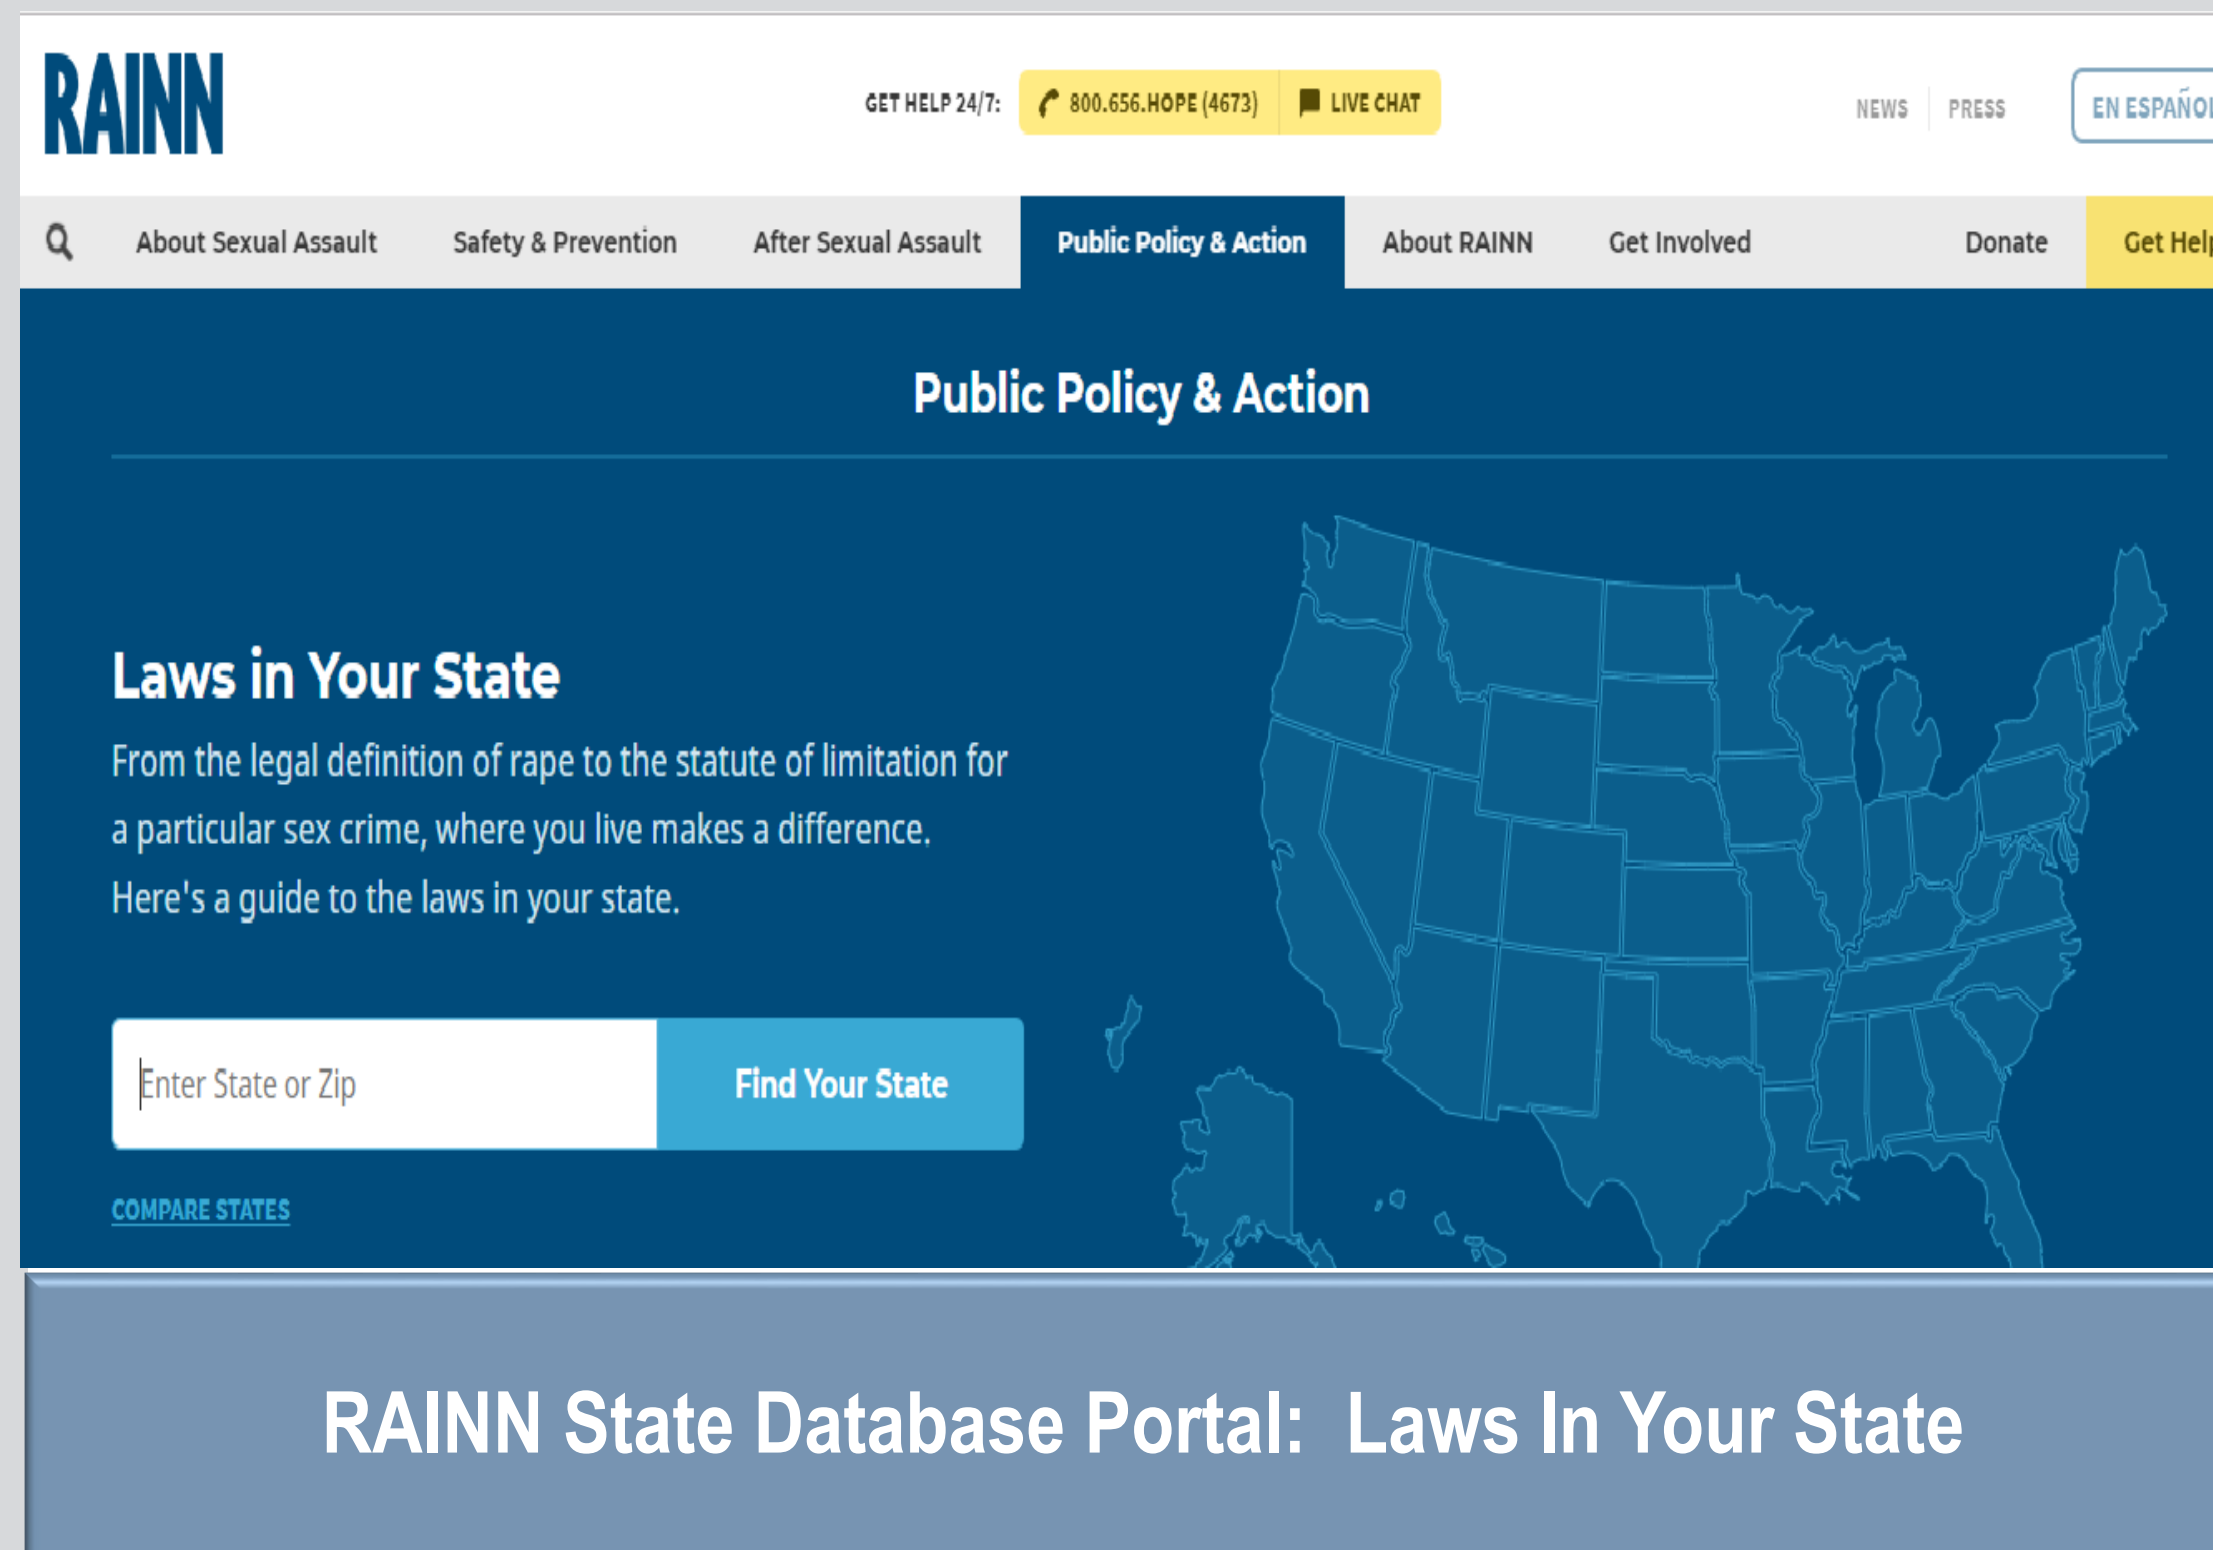 RAINN
GET HELP 24/7:
800.656.HOPE (4673)
LIVE CHAT
NEWS
PRESS
EN ESPAÑOL
About Sexual Assault
Safety & Prevention
After Sexual Assault
Public Policy & Action
About RAINN
Get Involved
Donate
Get Help
Public Policy & Action
Laws in Your State
From the legal definition of rape to the statute of limitation for
a particular sex crime, where you live makes a difference.
Here's a guide to the laws in your state.
Enter State or Zip
Find Your State
COMPARE STATES
RAINN State Database Portal: Laws In Your State